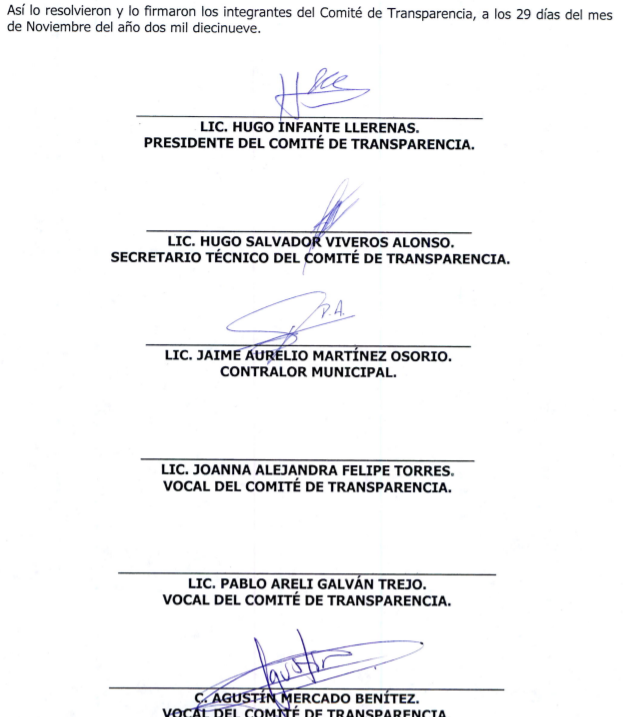 Así lo resolvieron y lo firmaron los integrantes del Comité de Transparencia, a los 29 días del mes
de Noviembre del año dos mil diecinueve.
LIC. HUGO INFANTE LLERENAS.
PRESIDENTE DEL COMITÉ DE TRANSPARENCIA.
LIC. HUGO SALVADOR VIVEROS ALONSO.
SECRETARIO TÉCNICO DEL COMITÉ DE TRANSPARENCIA.
P.A.
LIC. JAIME AURELIO MARTÍNEZ OSORIO.
CONTRALOR MUNICIPAL.
LIC. JOANNA ALEJANDRA FELIPE TORRES.
VOCAL DEL COMITÉ DE TRANSPARENCIA.
LIC. PABLO ARELI GALVÁN TREJO.
VOCAL DEL COMITÉ DE TRANSPARENCIA.
Agustín
C. AGUSTÍN MERCADO BENÍTEZ.
VOCAL DEL COMITÉ DE TRANSPARENCIA